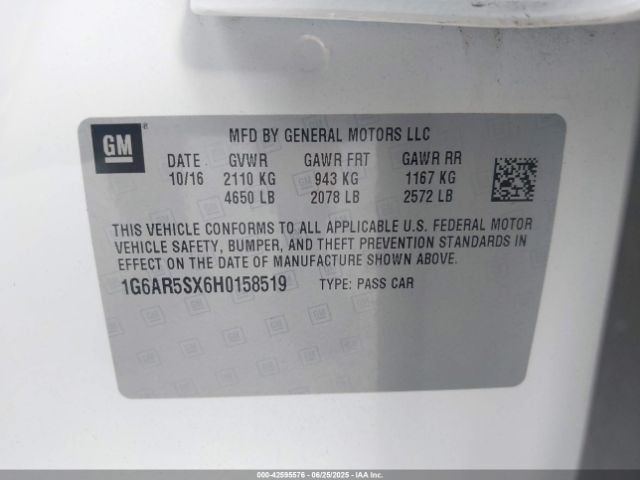 GM
MFD BY GENERAL MOTORS LLC
DATE GVWR GAWR FRT GAWR RR
10/16 2110 KG 943 KG 1167 KG
4650 LB 2078 LB 2572 LB
THIS VEHICLE CONFORMS TO ALL APPLICABLE U.S. FEDERAL MOTOR
VEHICLE SAFETY, BUMPER, AND THEFT PREVENTION STANDARDS IN
EFFECT ON THE DATE OF MANUFACTURE SHOWN ABOVE.
1G6AR5SX6H0158519 TYPE: PASS CAR
000-42595576 - 06/25/2025 - IAAI